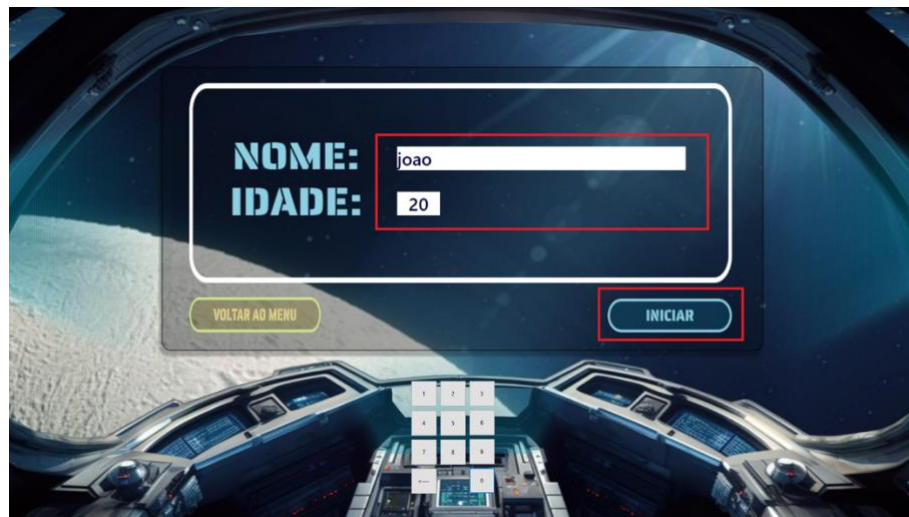 NOME: joao
IDADE: 20
VOLTAR AO MENU
INICIAR
1 2 3
4 5 6
7 8 9
<— 0